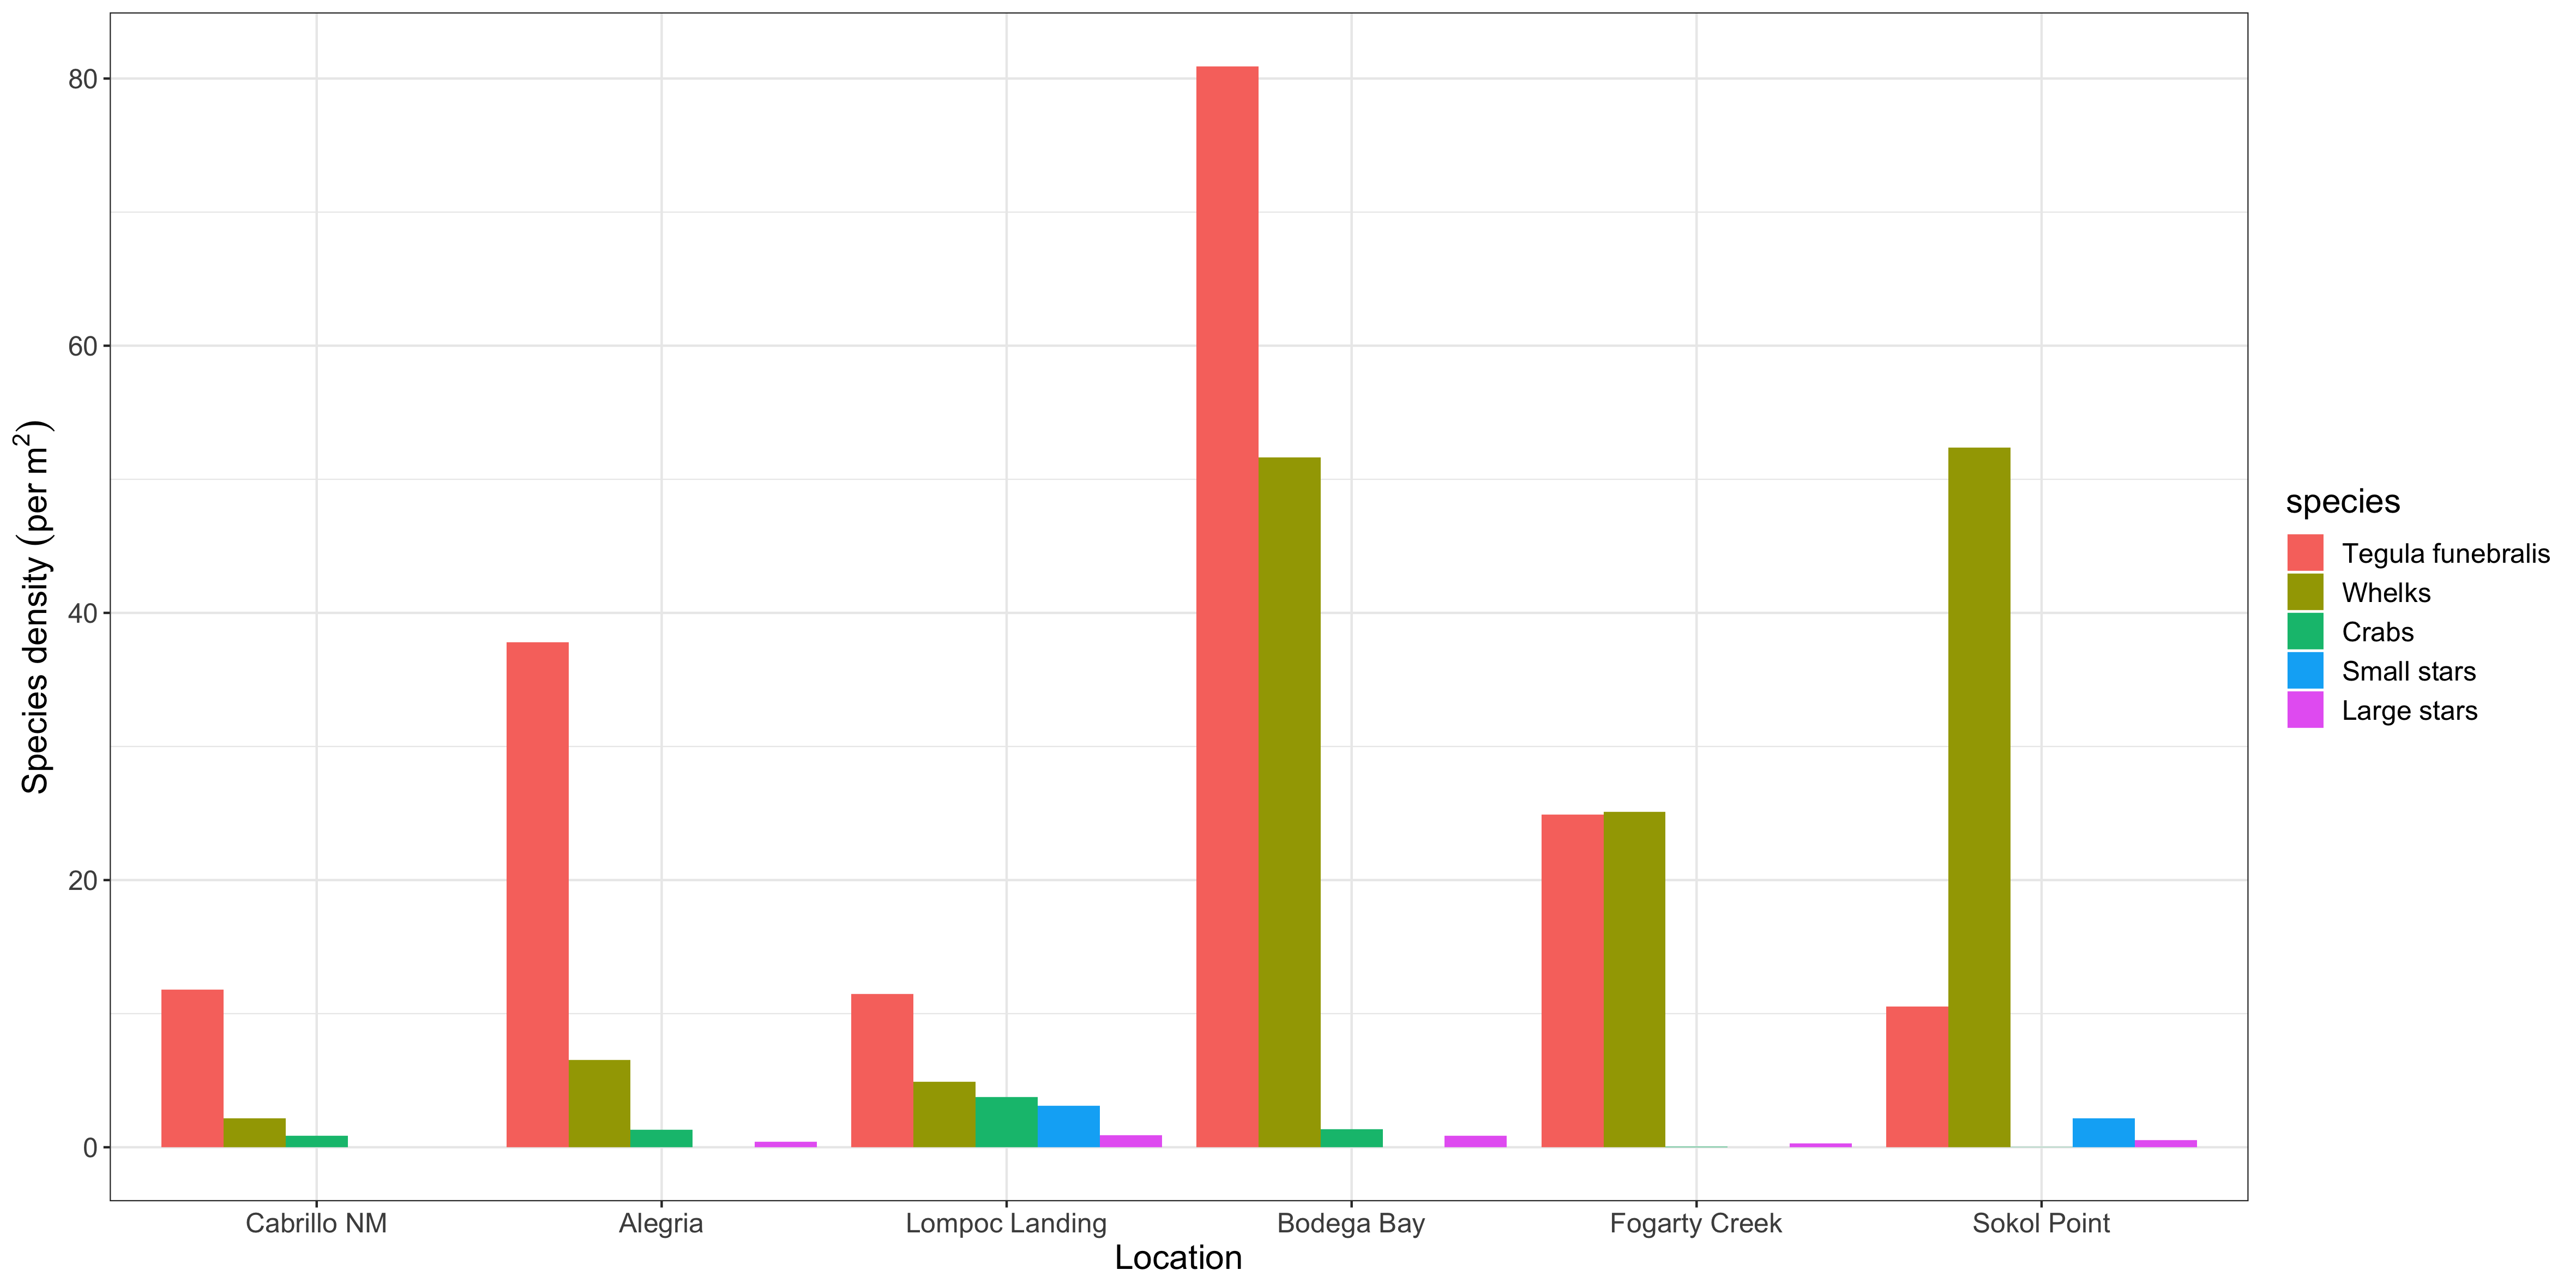 80
60
40
20
0
Species density (per m²)
Cabrillo NM
Alegria
Lompoc Landing
Bodega Bay
Fogarty Creek
Sokol Point
Location
species
Tegula funebralis
Whelks
Crabs
Small stars
Large stars